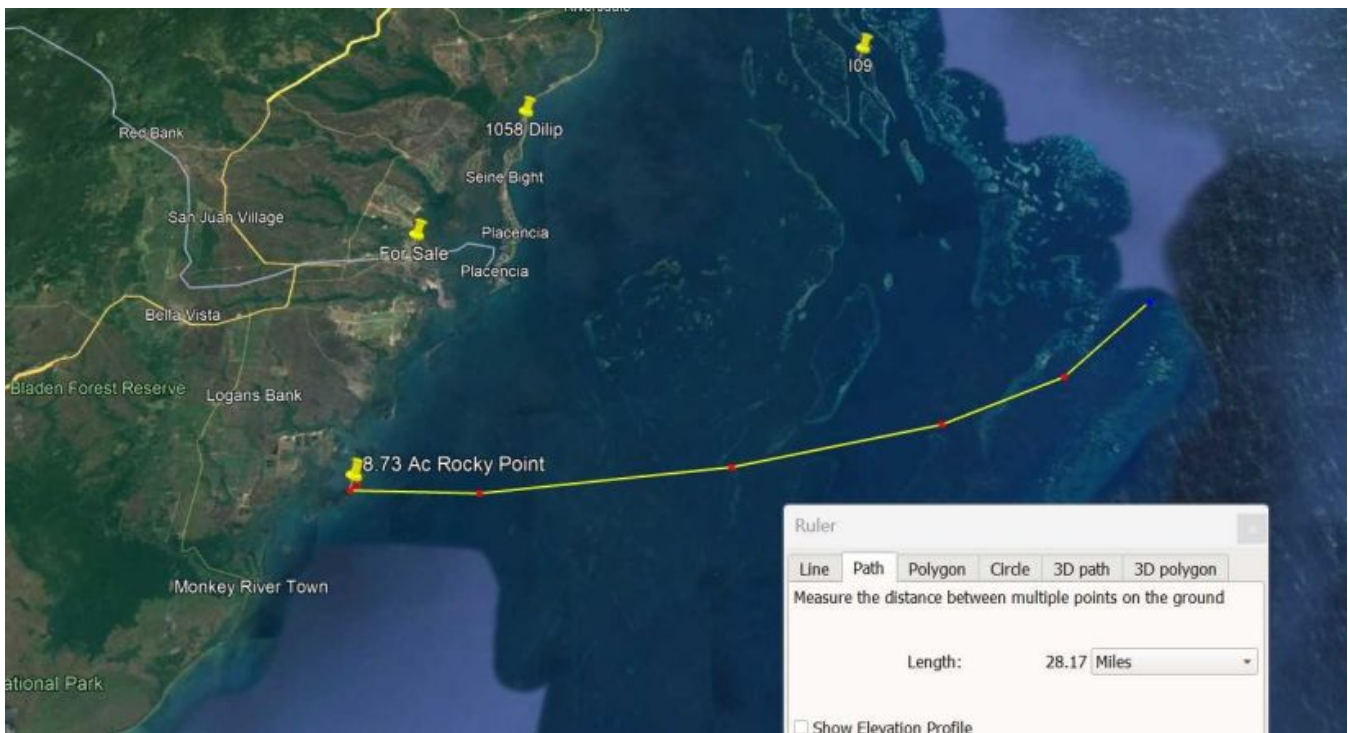 Riversdale
I09
1058 Dilip
Red Bank
Seine Bight
San Juan Village
Placencia
For Sale
Placencia
Bella Vista
Bladen Forest Reserve
Logans Bank
8.73 Ac Rocky Point
Monkey River Town
ational Park
Ruler
Line Path Polygon Circle 3D path 3D polygon
Measure the distance between multiple points on the ground
Length: 28.17 Miles
Show Elevation Profile